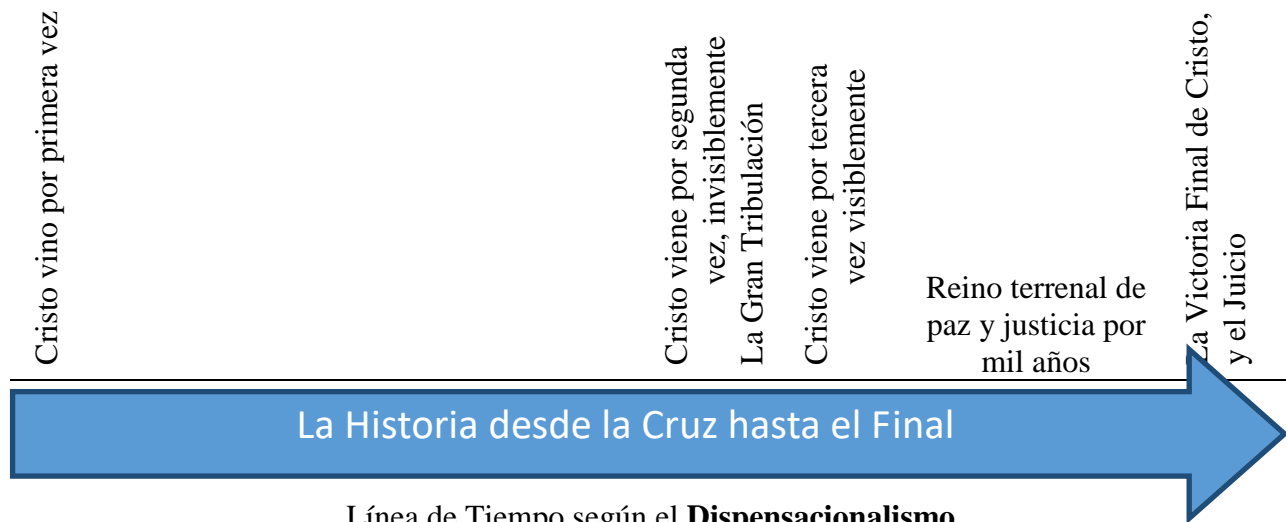 Cristo vino por primera vez
Cristo viene por segunda
vez, invisiblemente
La Gran Tribulación
Cristo viene por tercera
vez visiblemente
Reino terrenal de
paz y justicia por
mil años
La Victoria Final de Cristo,
y el Juicio
La Historia desde la Cruz hasta el Final
Línea de Tiempo según el Dispensacionalismo